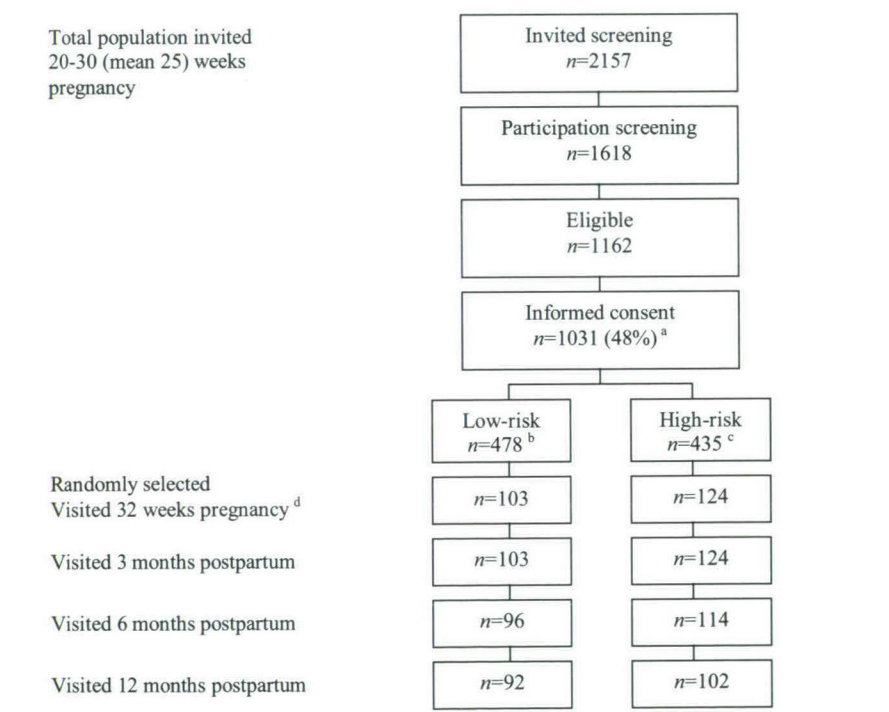 Total population invited
20-30 (mean 25) weeks
pregnancy
Invited screening
n=2157
Participation screening
n=1618
Eligible
n=1162
Informed consent
n=1031 (48%) a
Low-risk
n=478 b
High-risk
n=435 c
Randomly selected
Visited 32 weeks pregnancy d
n=103
n=124
Visited 3 months postpartum
n=103
n=124
Visited 6 months postpartum
n=96
n=114
Visited 12 months postpartum
n=92
n=102